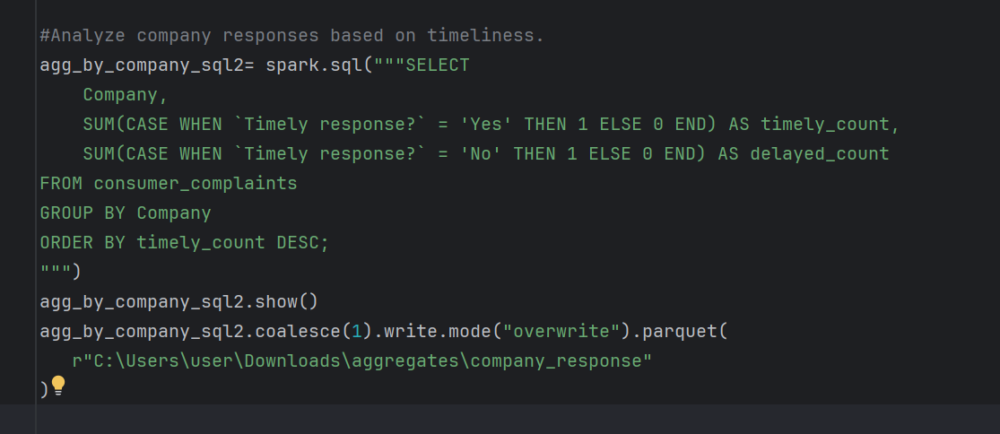 #Analyze company responses based on timeliness.
agg_by_company_sql2= spark.sql("""SELECT
    Company,
    SUM(CASE WHEN `Timely response?` = 'Yes' THEN 1 ELSE 0 END) AS timely_count,
    SUM(CASE WHEN `Timely response?` = 'No' THEN 1 ELSE 0 END) AS delayed_count
FROM consumer_complaints
GROUP BY Company
ORDER BY timely_count DESC;
""")
agg_by_company_sql2.show()
agg_by_company_sql2.coalesce(1).write.mode("overwrite").parquet(
   r"C:\Users\user\Downloads\aggregates\company_response"
)